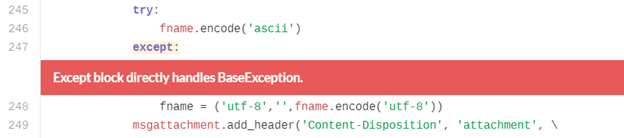 245 try:
246 fname.encode('ascii')
247 except:
Except block directly handles BaseException.
248 fname = ('utf-8','',fname.encode('utf-8'))
249 msgattachment.add_header('Content-Disposition', 'attachment', \